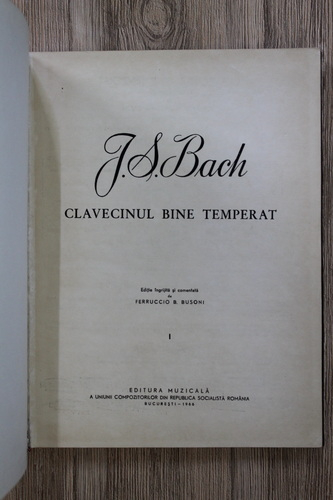 J.S.Bach
CLAVECINUL BINE TEMPERAT
Ediție îngrijită și comentată
de
FERRUCCIO B. BUSONI
I
EDITURA MUZICALĂ
A UNIUNII COMPOZITORILOR DIN REPUBLICA SOCIALISTĂ ROMÂNIA
BUCUREȘTI—1966